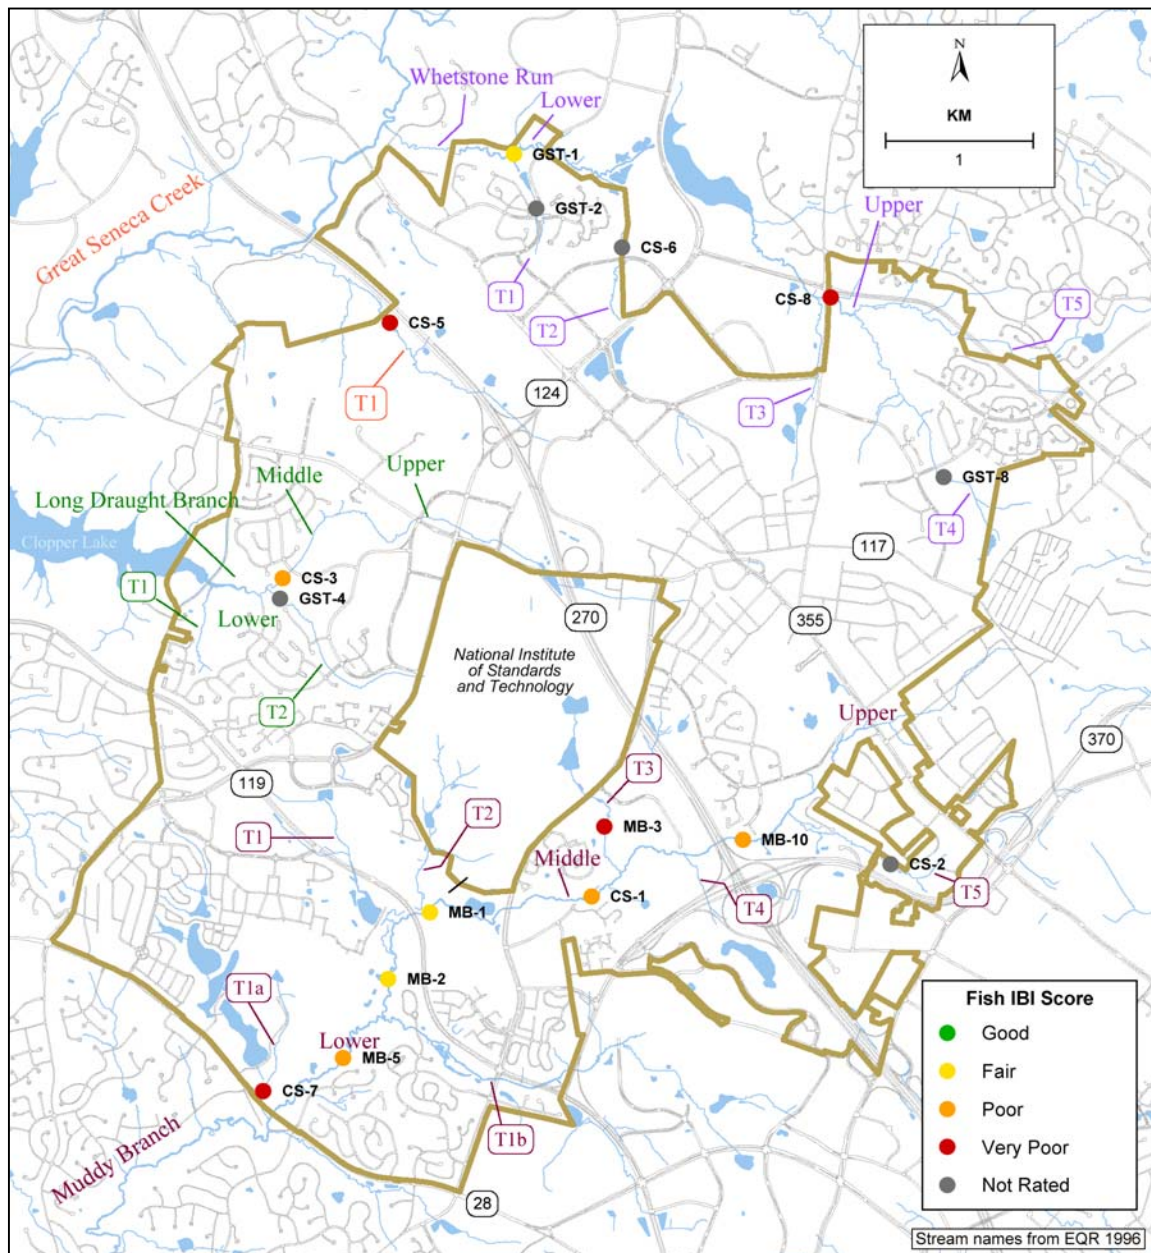 N
KM
1
Whetstone Run
Lower
GST-1
GST-2
CS-6
Upper
Great Seneca Creek
T1
T2
CS-8
T5
CS-5
T1
124
T3
Middle
Upper
Long Draught Branch
GST-8
T4
Clopper Lake
117
T1
CS-3
GST-4
Lower
270
355
National Institute
of Standards
and Technology
T2
Upper
370
119
T3
T1
T2
MB-3
MB-10
Middle
CS-2
CS-1
T4
T5
MB-1
MB-2
T1a
Lower
MB-5
CS-7
T1b
Muddy Branch
28
Fish IBI Score
Good
Fair
Poor
Very Poor
Not Rated
Stream names from EQR 1996